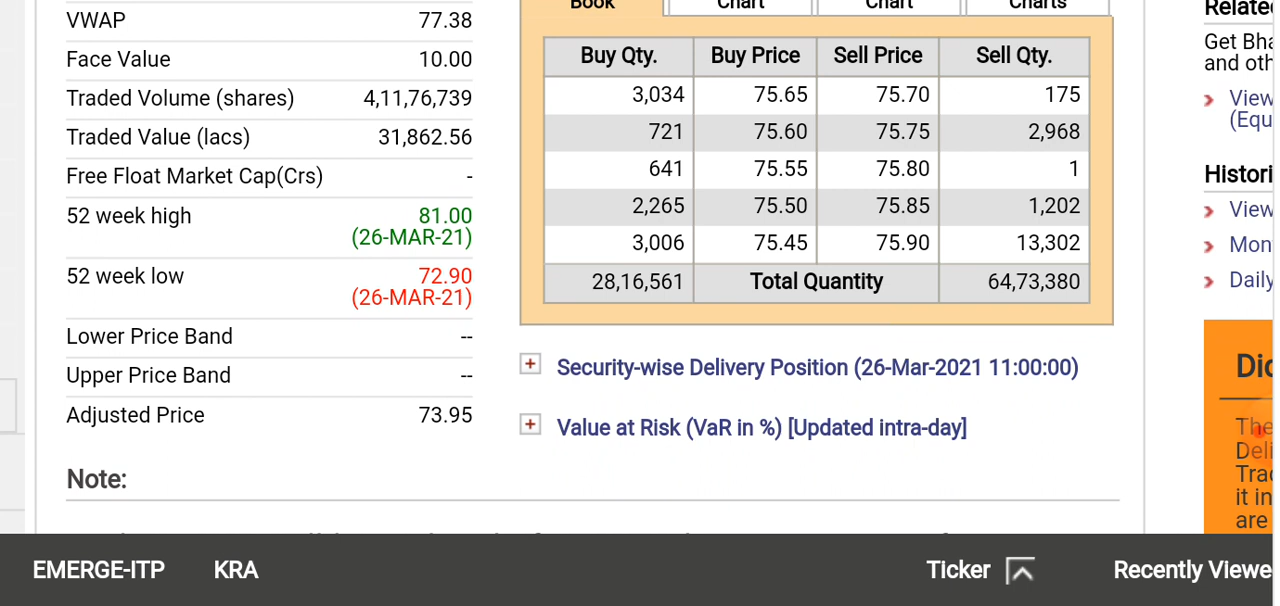 Book Chart Chart Charts
VWAP 77.38
Face Value 10.00
Traded Volume (shares) 4,11,76,739
Traded Value (lacs) 31,862.56
Free Float Market Cap(Crs) -
52 week high 81.00
(26-MAR-21)
52 week low 72.90
(26-MAR-21)
Lower Price Band --
Upper Price Band --
Adjusted Price 73.95
Note:
Buy Qty. Buy Price Sell Price Sell Qty.
3,034 75.65 75.70 175
721 75.60 75.75 2,968
641 75.55 75.80 1
2,265 75.50 75.85 1,202
3,006 75.45 75.90 13,302
28,16,561 Total Quantity 64,73,380
+ Security-wise Delivery Position (26-Mar-2021 11:00:00)
+ Value at Risk (VaR in %) [Updated intra-day]
Get
and
View
(Equ
View
Daily
The
it in
are
EMERGE-ITP KRA Ticker Recently Viewe